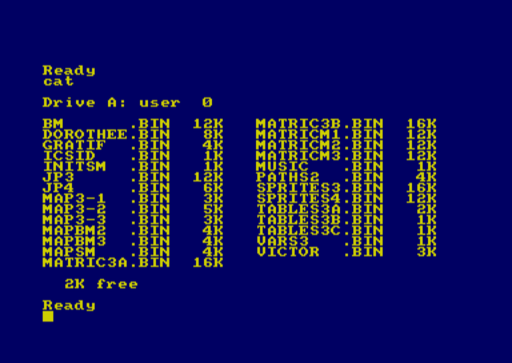 Ready
cat
Drive A: user  0
BM      .BIN  12K   MATRIC3B.BIN  16K
DOROTHEE.BIN   8K   MATRICM1.BIN  12K
GRATIF  .BIN   4K   MATRICM2.BIN  12K
ICSID   .BIN   1K   MATRICM3.BIN  12K
INITSM  .BIN   1K   MUSIC   .BIN   1K
JP3     .BIN  12K   PATHS2  .BIN   4K
JP4     .BIN   6K   SPRITES3.BIN  16K
MAP3-1  .BIN   3K   SPRITES4.BIN  12K
MAP3-2  .BIN   5K   TABLES3A.BIN   2K
MAP3-3  .BIN   3K   TABLES3B.BIN   1K
MAPBM2  .BIN   4K   TABLES3C.BIN   1K
MAPBM3  .BIN   4K   VARS3   .BIN   1K
MAPSM   .BIN   4K   VICTOR  .BIN   3K
MATRIC3A.BIN  16K
2K free
Ready